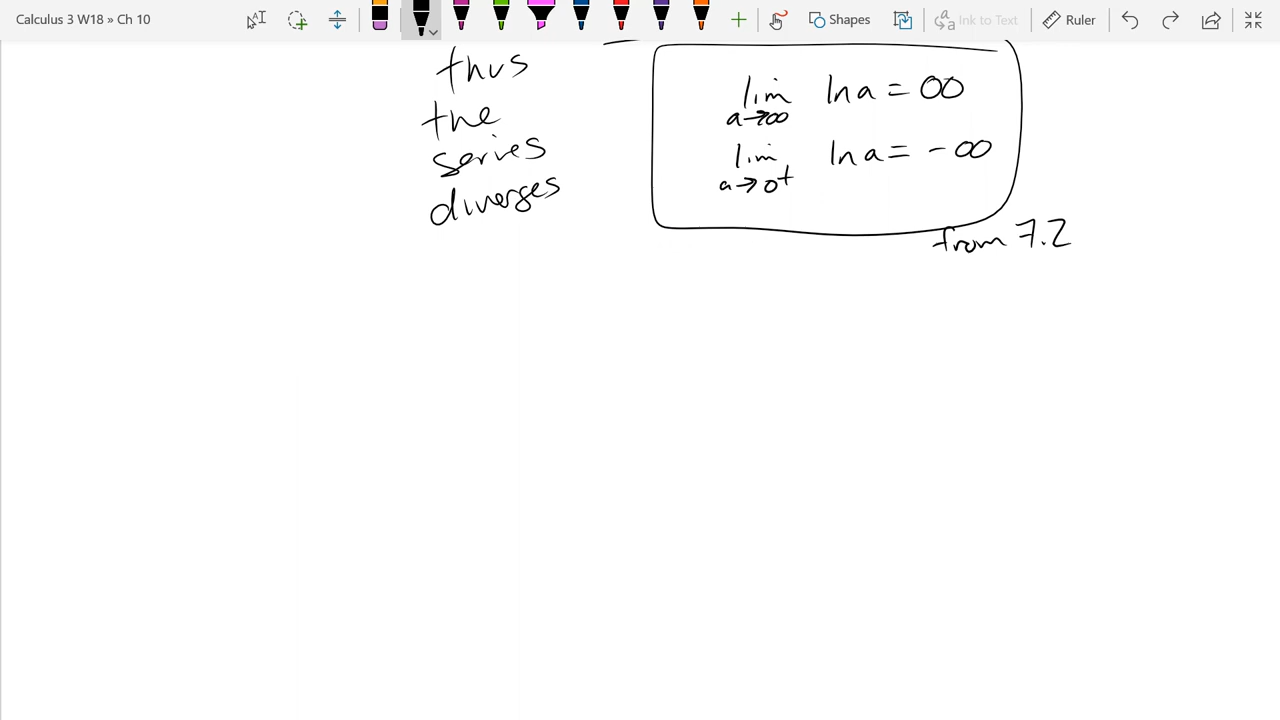 Calculus 3 W18 » Ch 10
Shapes
Link to Text
Ruler
thus
the
series
diverges
lim ln a = ∞
a→∞
lim ln a = -∞
a→0⁺
from 7.2